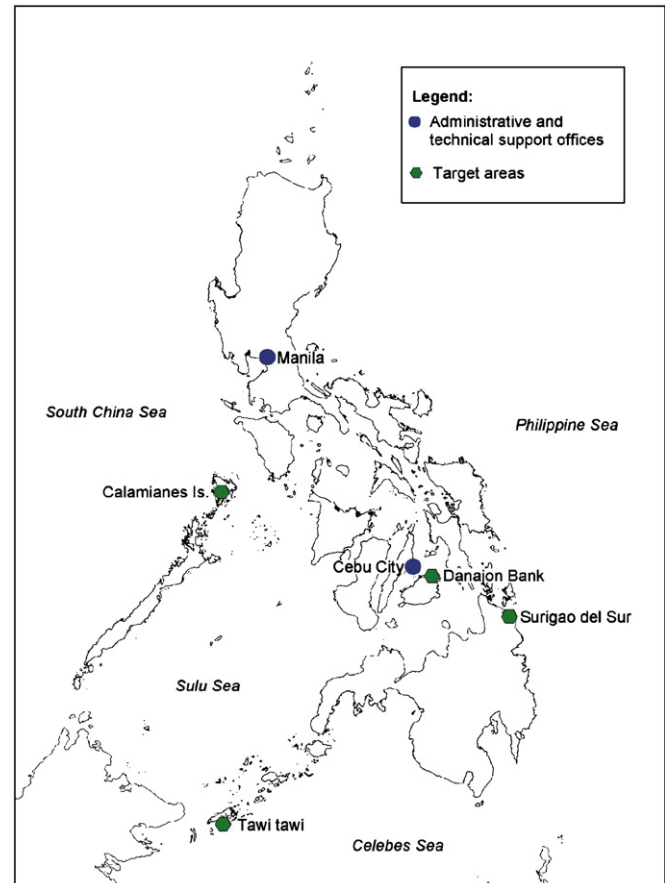 Legend:
Administrative and
technical support offices
Target areas
Manila
South China Sea
Philippine Sea
Calamianes Is.
Cebu City
Danajon Bank
Surigao del Sur
Sulu Sea
Tawi tawi
Celebes Sea